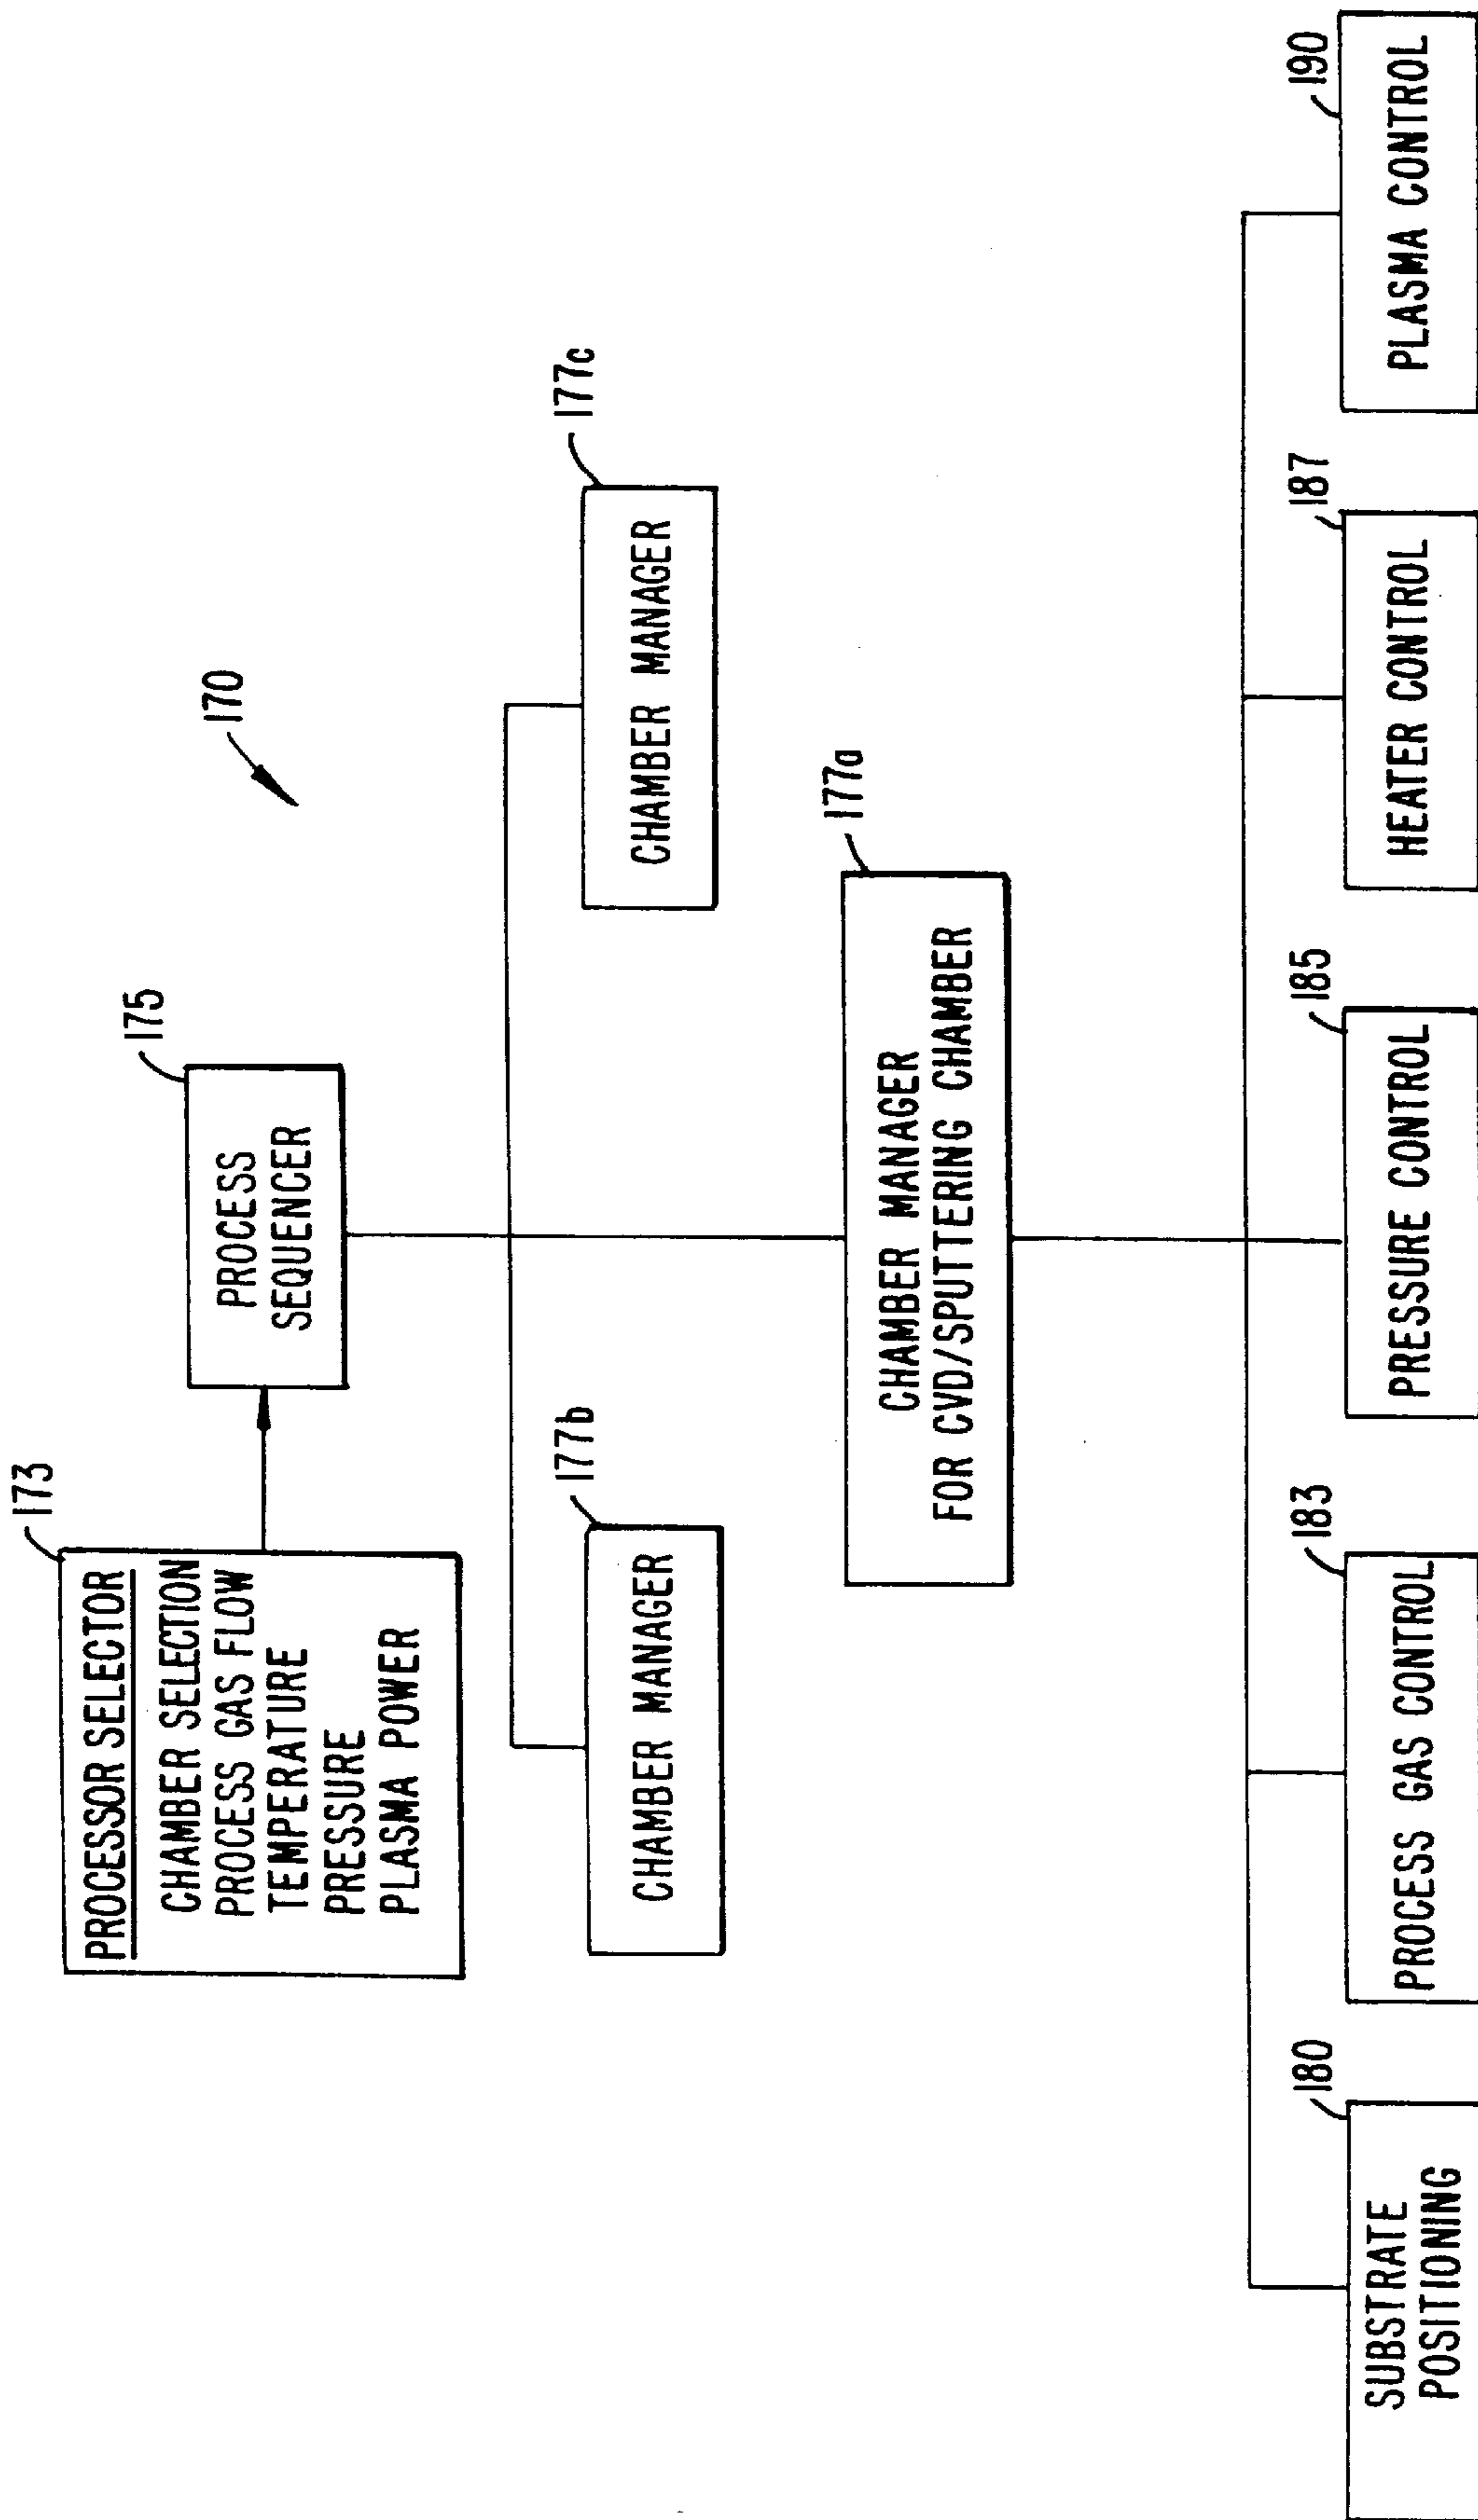 173
PROCESSOR SELECTOR
CHAMBER SELECTION
PROCESS GAS FLOW
TEMPERATURE
PRESSURE
PLASMA POWER
175
PROCESS
SEQUENCER
170
177b
CHAMBER MANAGER
177c
CHAMBER MANAGER
177a
CHAMBER MANAGER
FOR CVD/SPUTTERING CHAMBER
180
SUBSTRATE
POSITIONING
183
PROCESS GAS CONTROL
185
PRESSURE CONTROL
187
HEATER CONTROL
190
PLASMA CONTROL